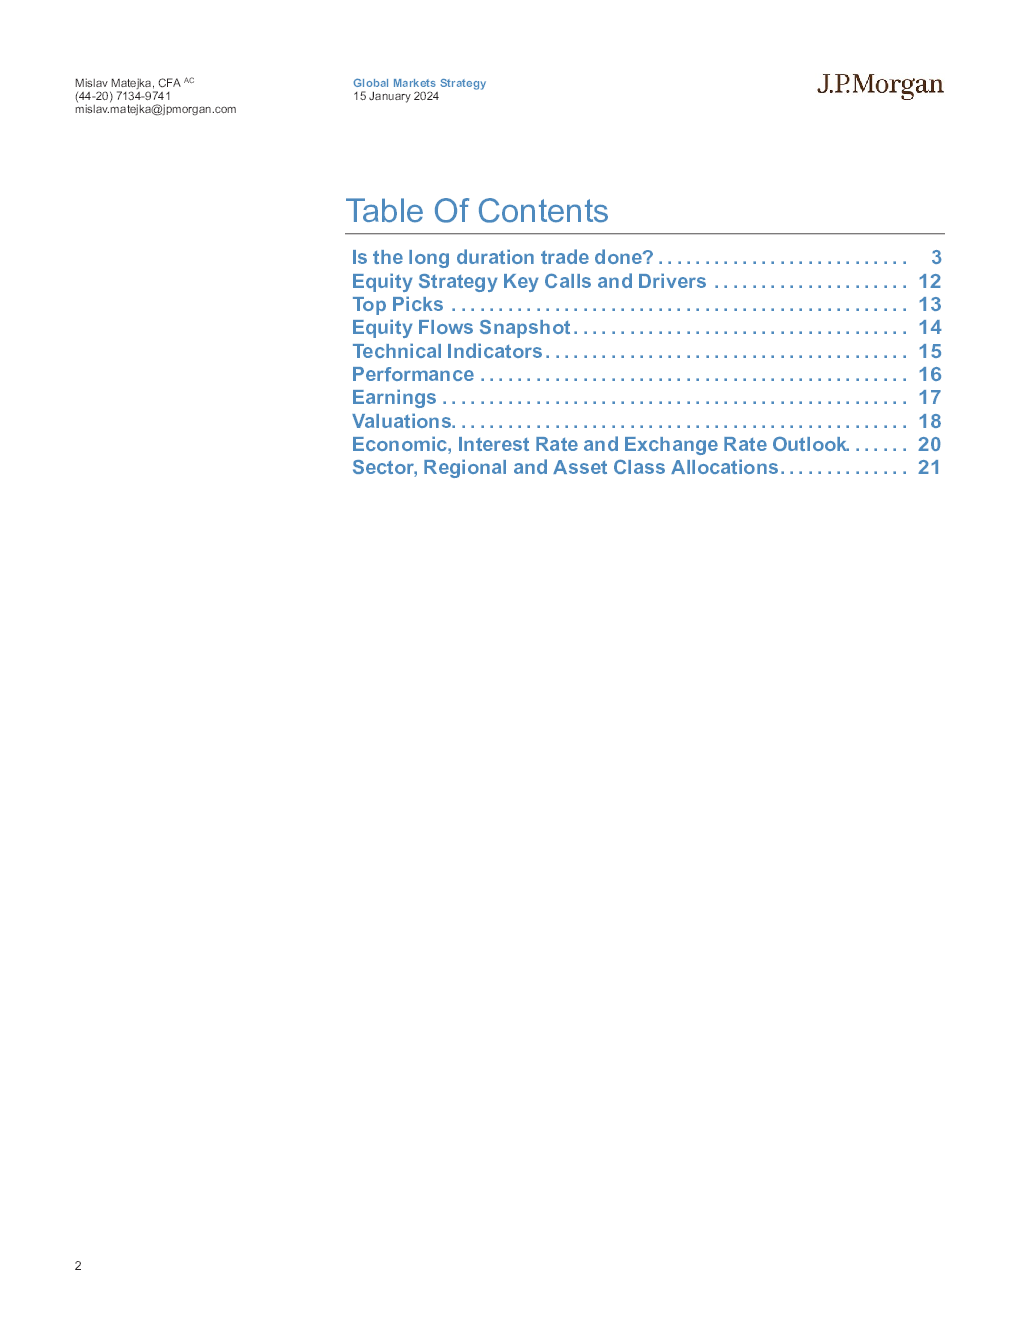 Mislav Matejka, CFA AC
(44-20) 7134-9741
mislav.matejka@jpmorgan.com
Global Markets Strategy
15 January 2024
J.P.Morgan
Table Of Contents
Is the long duration trade done? . . . . . . . . . . . . . . . . . . . . . . . . . . . 3
Equity Strategy Key Calls and Drivers . . . . . . . . . . . . . . . . . . . . . 12
Top Picks . . . . . . . . . . . . . . . . . . . . . . . . . . . . . . . . . . . . . . . . . . . . . . . . . 13
Equity Flows Snapshot . . . . . . . . . . . . . . . . . . . . . . . . . . . . . . . . . . . . 14
Technical Indicators . . . . . . . . . . . . . . . . . . . . . . . . . . . . . . . . . . . . . . . 15
Performance . . . . . . . . . . . . . . . . . . . . . . . . . . . . . . . . . . . . . . . . . . . . . . 16
Earnings . . . . . . . . . . . . . . . . . . . . . . . . . . . . . . . . . . . . . . . . . . . . . . . . . . 17
Valuations. . . . . . . . . . . . . . . . . . . . . . . . . . . . . . . . . . . . . . . . . . . . . . . . . 18
Economic, Interest Rate and Exchange Rate Outlook. . . . . . . 20
Sector, Regional and Asset Class Allocations . . . . . . . . . . . . . . 21
2